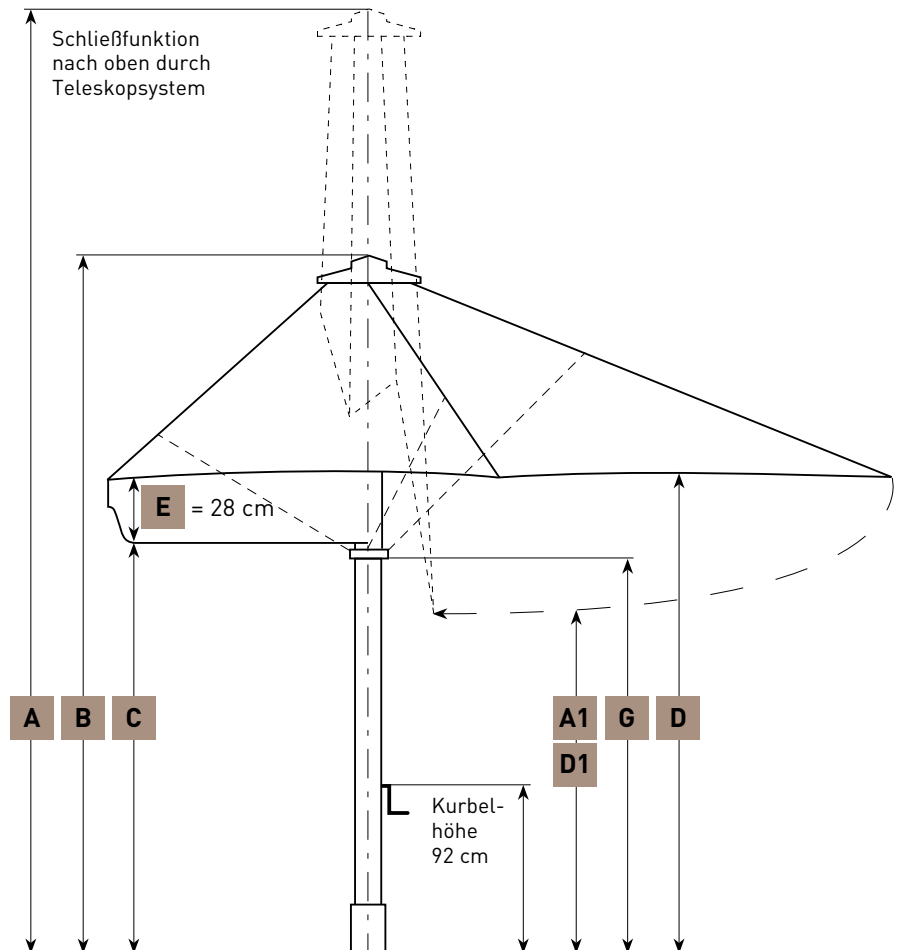 Schließfunktion
nach oben durch
Teleskopsystem
E = 28 cm
A B C
A1 G D
D1
Kurbel-
höhe
92 cm